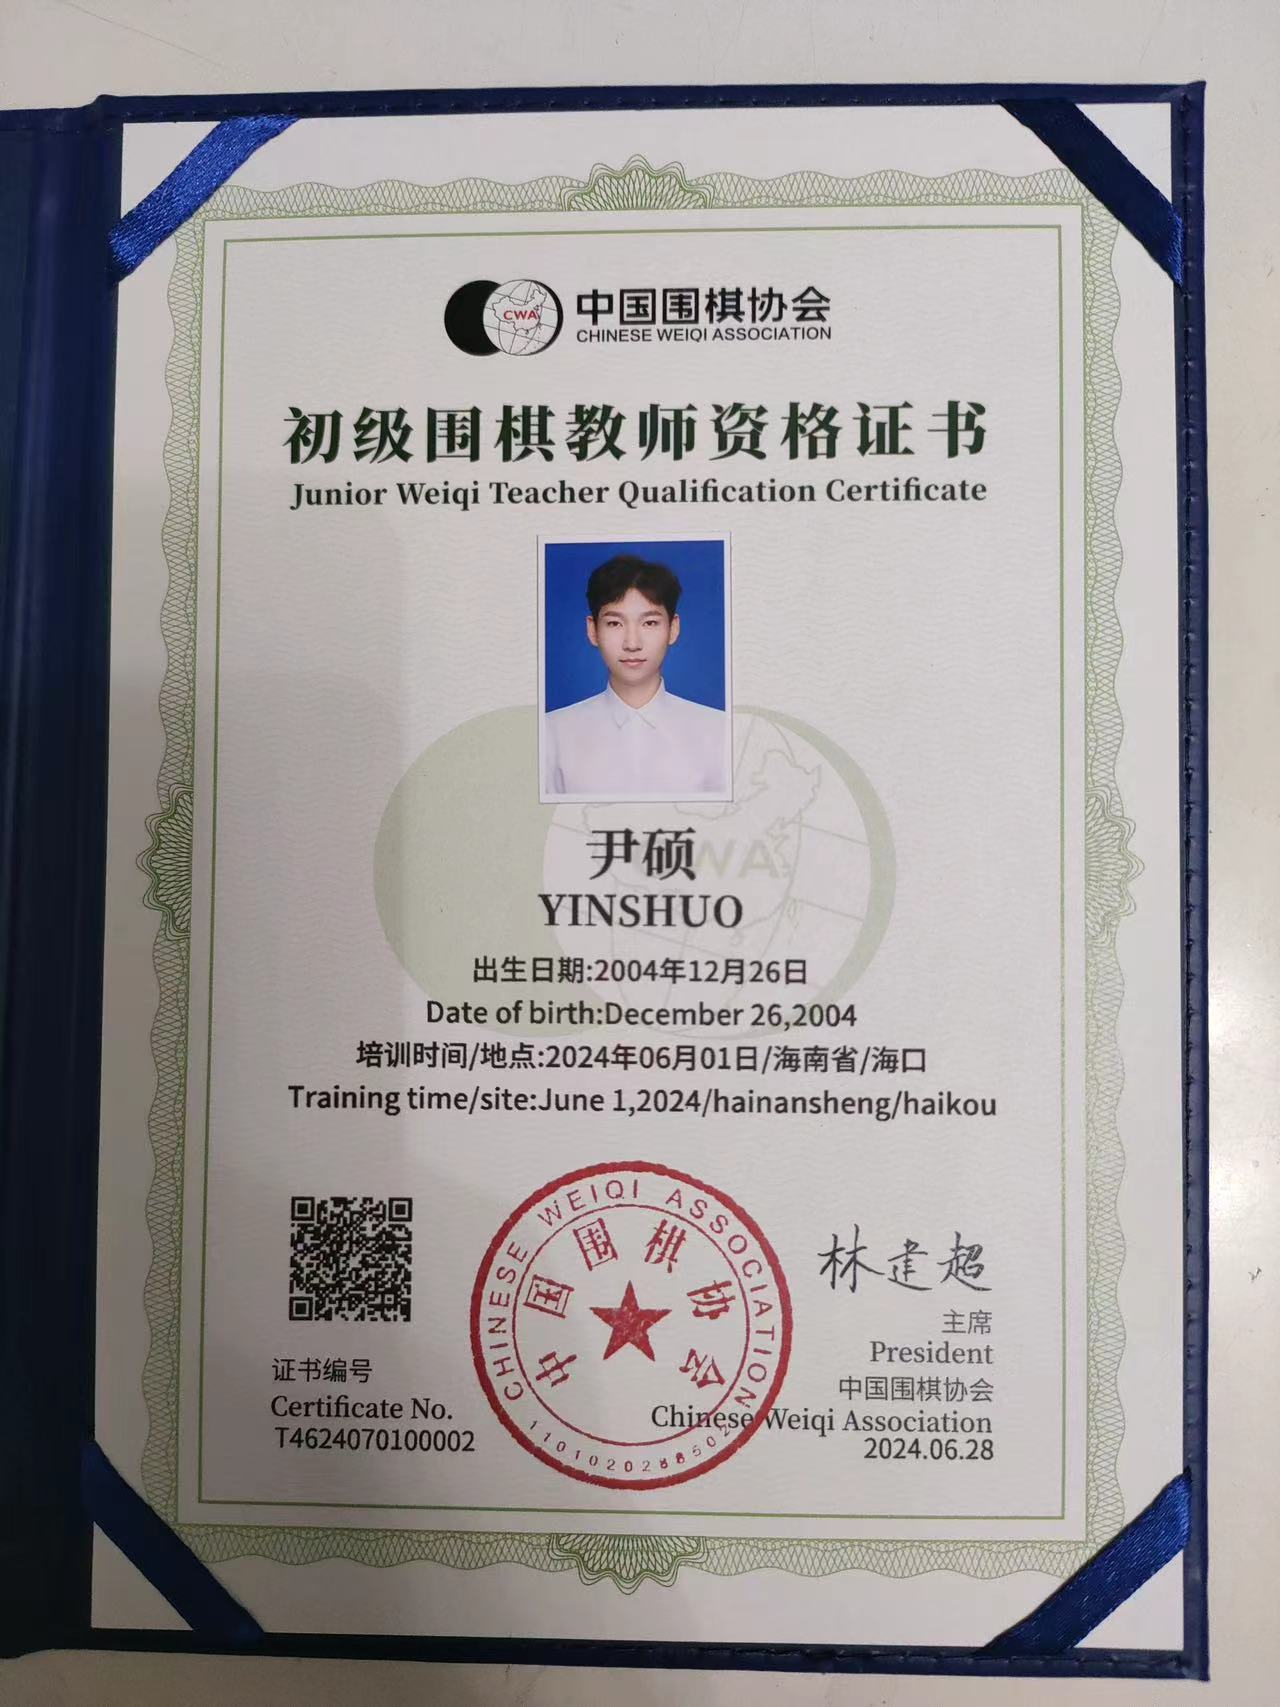 CWA
中国围棋协会
CHINESE WEIQI ASSOCIATION
初级围棋教师资格证书
Junior Weiqi Teacher Qualification Certificate
CWA
尹硕
YINSHUO
出生日期:2004年12月26日
Date of birth:December 26,2004
培训时间/地点:2024年06月01日/海南省/海口
Training time/site:June 1,2024/hainansheng/haikou
CHINESE WEIQI ASSOCIATION
中国围棋协会
林建超
主席
President
中国围棋协会
Chinese Weiqi Association
2024.06.28
证书编号
Certificate No.
T4624070100002